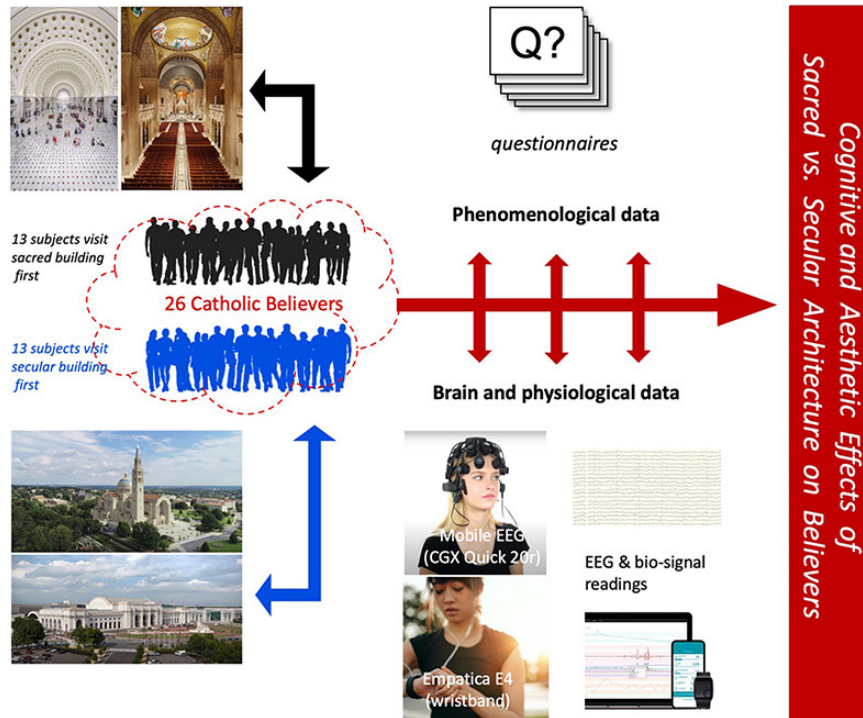 Q?
questionnaires
13 subjects visit
sacred building
first
26 Catholic Believers
13 subjects visit
secular building
first
Phenomenological data
Brain and physiological data
Mobile EEG
(CGX Quick 20r)
EEG & bio-signal
readings
Empatica E4
(wristband)
Cognitive and Aesthetic Effects of
Sacred vs. Secular Architecture on Believers